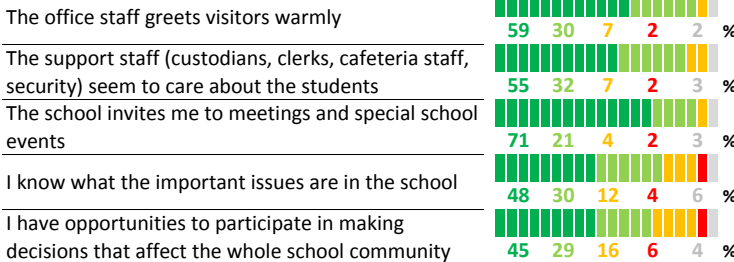 The office staff greets visitors warmly
59 30 7 2 2 %
The support staff (custodians, clerks, cafeteria staff,
security) seem to care about the students
55 32 7 2 3 %
The school invites me to meetings and special school
events
71 21 4 2 3 %
I know what the important issues are in the school
48 30 12 4 6 %
I have opportunities to participate in making
decisions that affect the whole school community
45 29 16 6 4 %